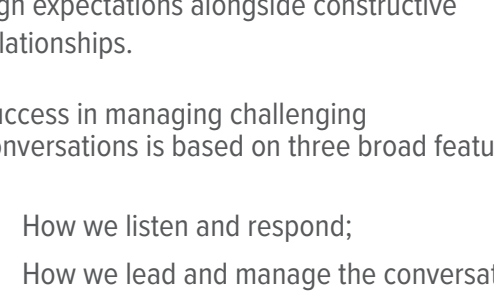 gh expectations alongside constructive
lationships.
uccess in managing challenging
onversations is based on three broad featu
How we listen and respond;
How we lead and manage the conversat